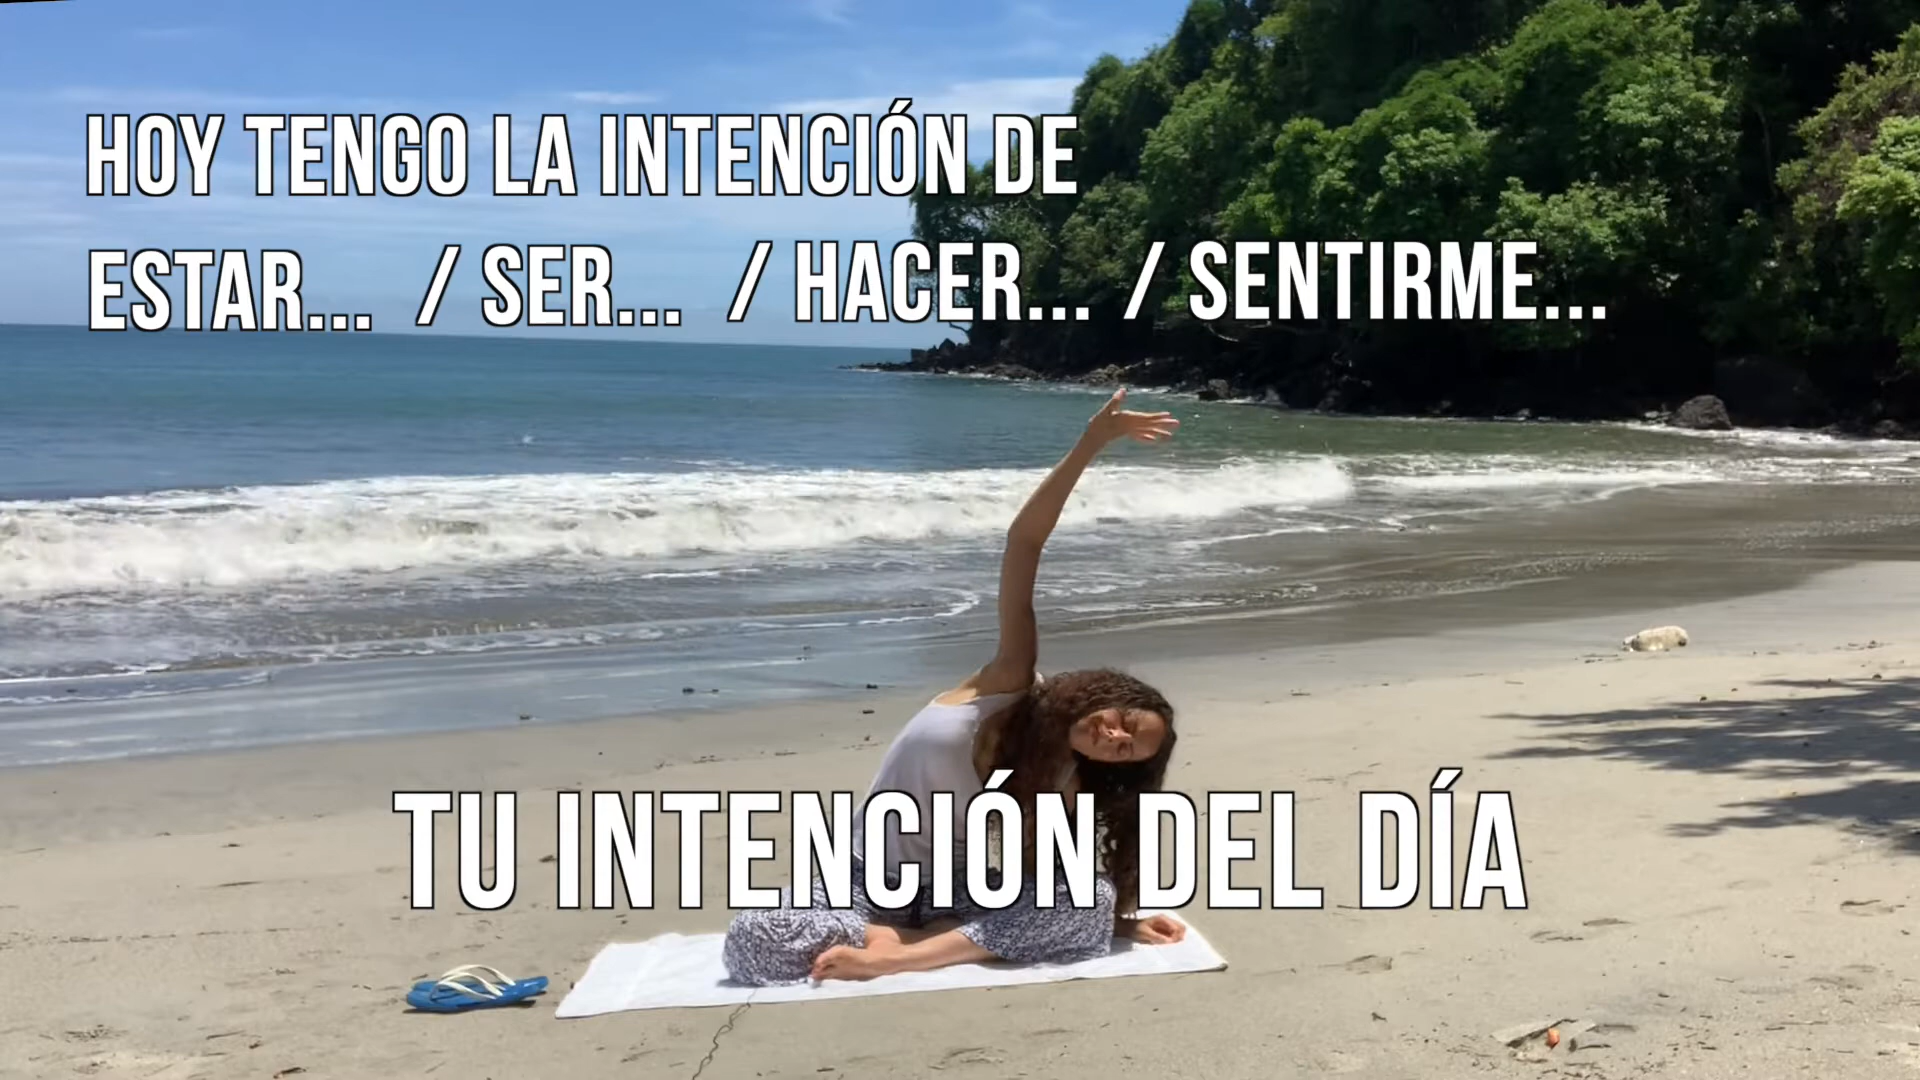 HOY TENGO LA INTENCIÓN DE
ESTAR... / SER... / HACER... / SENTIRME...
TU INTENCIÓN DEL DÍA